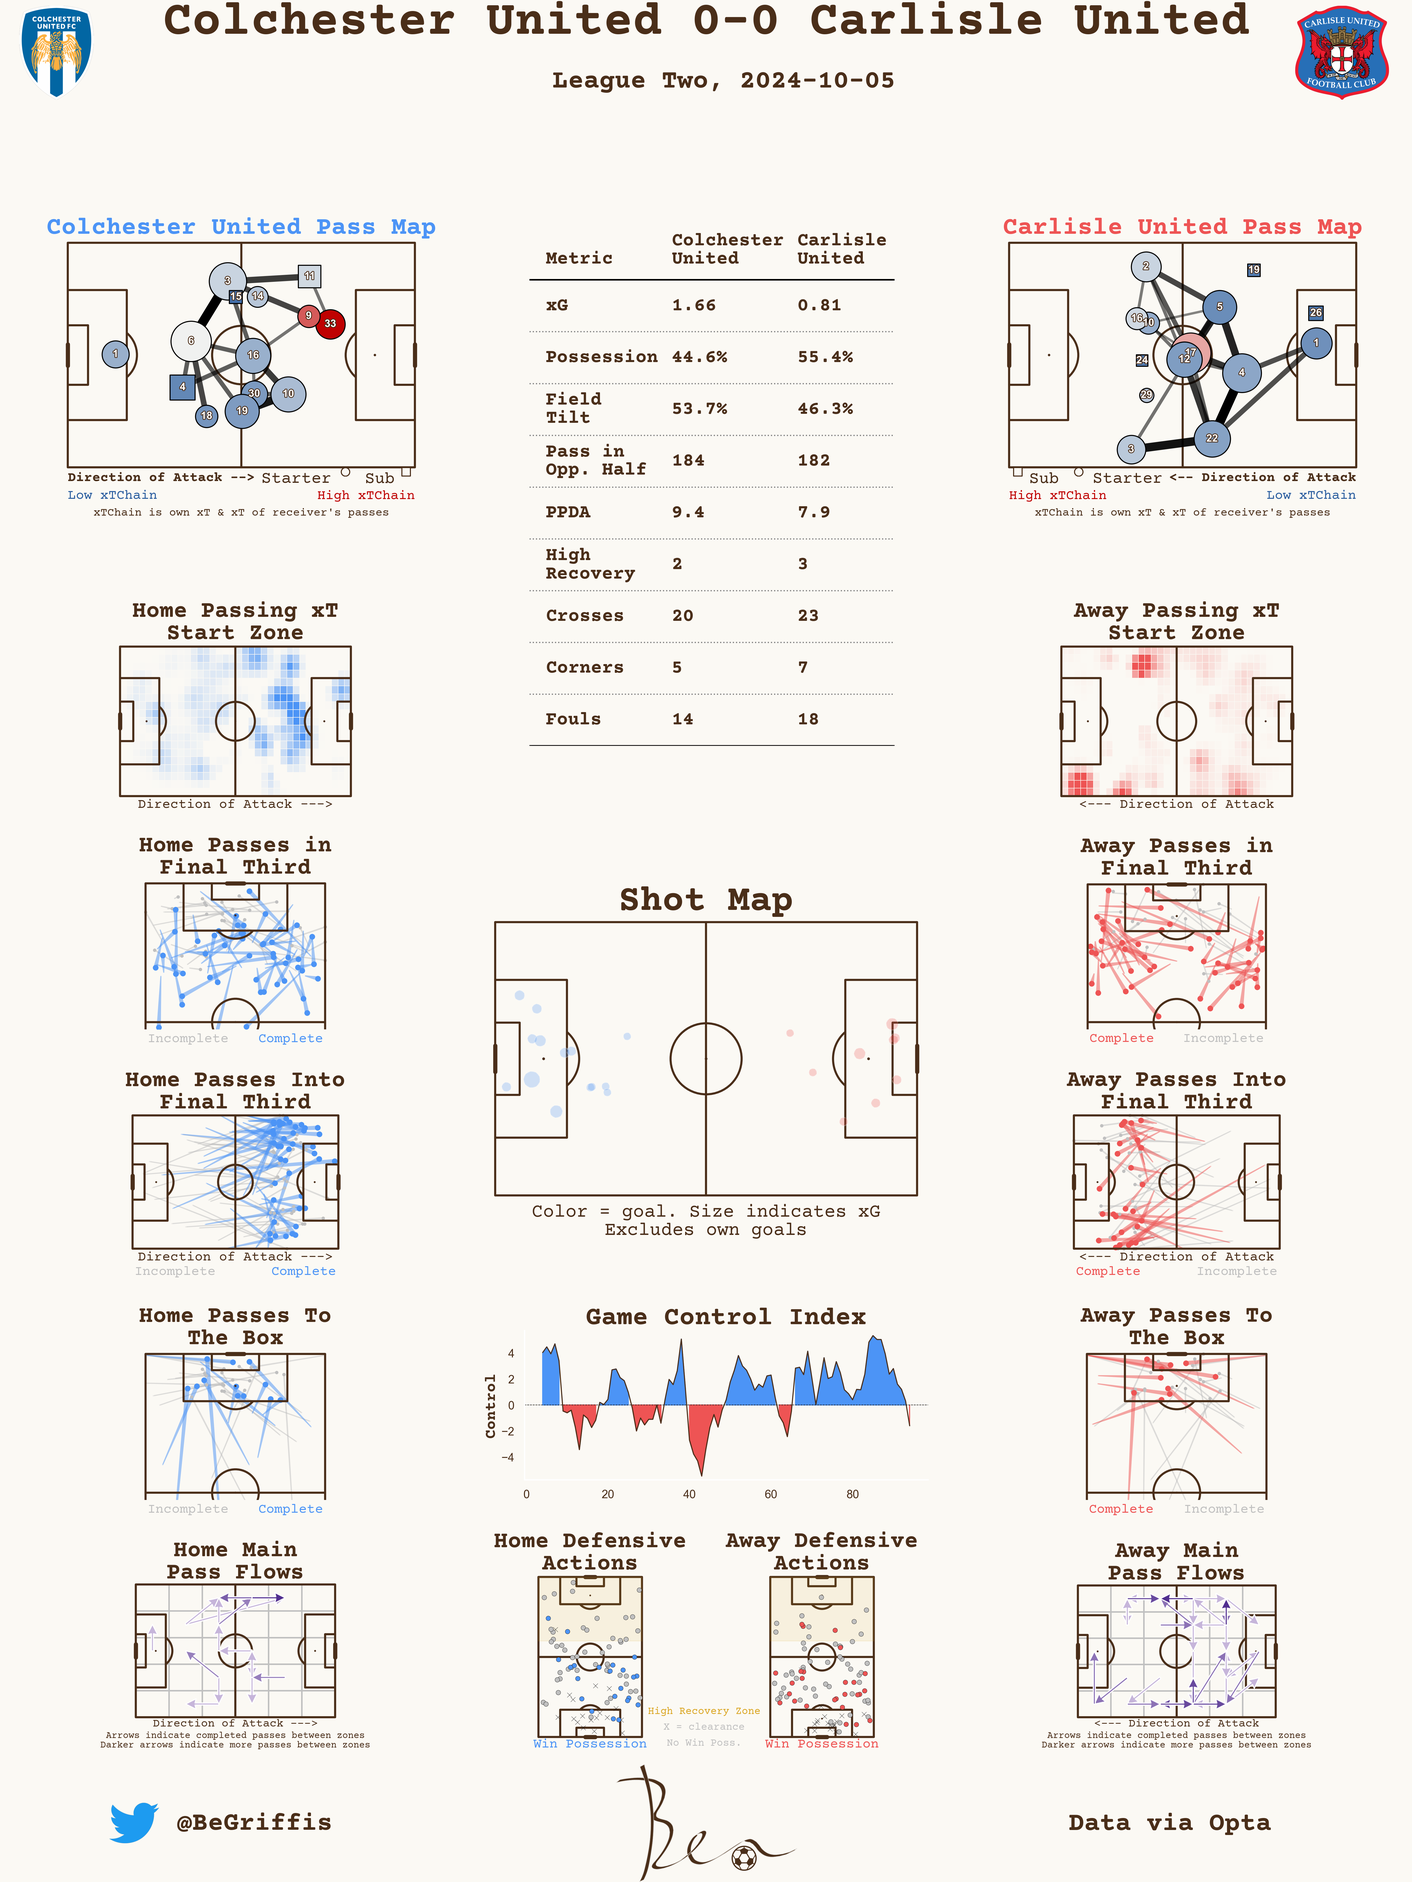 Colchester United 0-0 Carlisle United
COLCHESTER
UNITED FC
CARLISLE UNITED
FOOTBALL CLUB
League Two, 2024-10-05
Colchester United Pass Map
3
11
15
14
9
33
6
16
1
4
30
10
18
19
Direction of Attack --> Starter Sub
Low xTChain High xTChain
xTChain is own xT & xT of receiver's passes
Metric Colchester United Carlisle United
xG 1.66 0.81
Possession 44.6% 55.4%
Field Tilt 53.7% 46.3%
Pass in Opp. Half 184 182
PPDA 9.4 7.9
High Recovery 2 3
Crosses 20 23
Corners 5 7
Fouls 14 18
Carlisle United Pass Map
2
19
5
16
10
26
1
17
12
24
4
29
22
3
Sub Starter <-- Direction of Attack
High xTChain Low xTChain
xTChain is own xT & xT of receiver's passes
Home Passing xT
Start Zone
Direction of Attack --->
Away Passing xT
Start Zone
<--- Direction of Attack
Home Passes in
Final Third
Incomplete Complete
Away Passes in
Final Third
Complete Incomplete
Shot Map
Color = goal. Size indicates xG
Excludes own goals
Home Passes Into
Final Third
Direction of Attack --->
Incomplete Complete
Away Passes Into
Final Third
<--- Direction of Attack
Complete Incomplete
Home Passes To
The Box
Incomplete Complete
Game Control Index
Control
4
2
0
−2
−4
0 20 40 60 80
Away Passes To
The Box
Complete Incomplete
Home Main
Pass Flows
Direction of Attack --->
Arrows indicate completed passes between zones
Darker arrows indicate more passes between zones
Home Defensive
Actions
Win Possession
High Recovery Zone
X = clearance
No Win Poss.
Away Defensive
Actions
Win Possession
Away Main
Pass Flows
<--- Direction of Attack
Arrows indicate completed passes between zones
Darker arrows indicate more passes between zones
@BeGriffis
Ben
Data via Opta